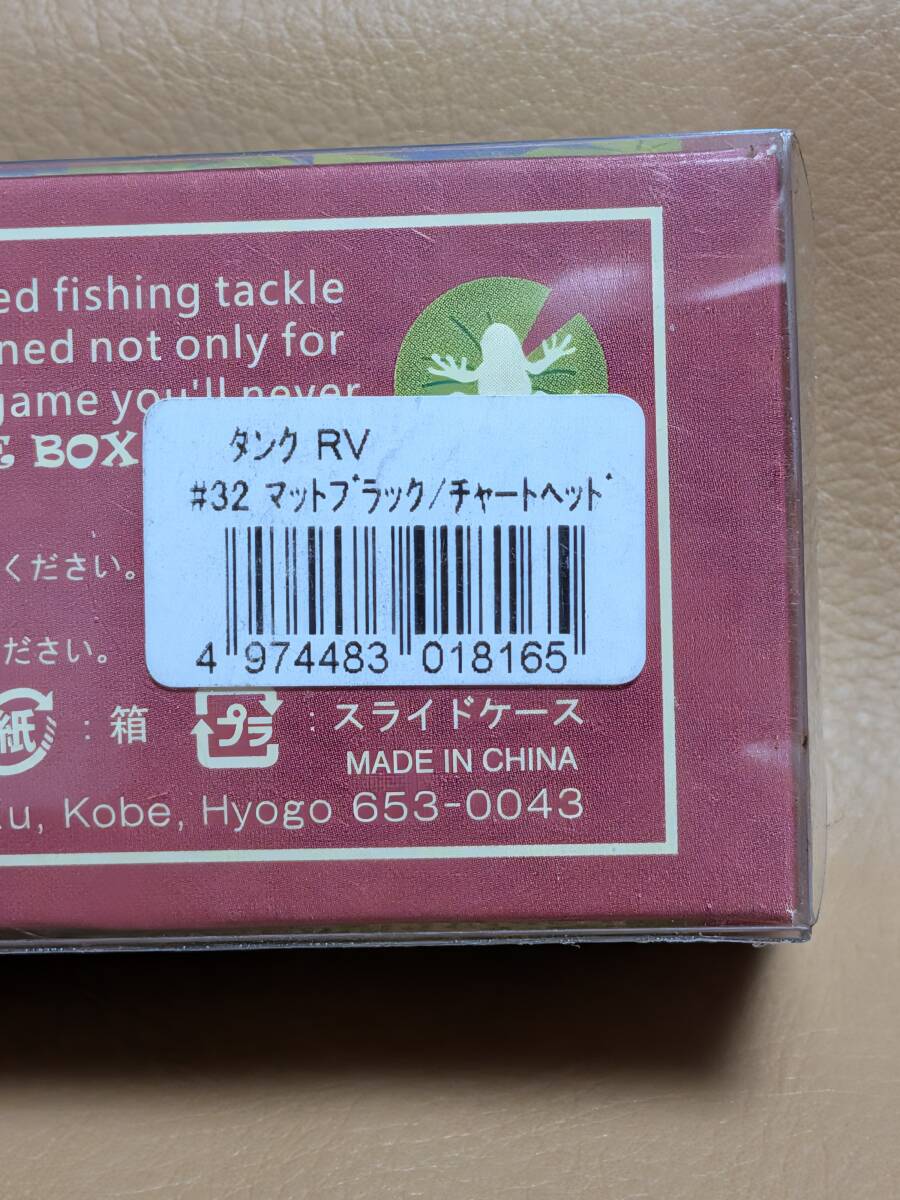 ed fishing tackle
ned not only for
game you'll never
E BOX
タンク RV
#32 マットブラック/チャートヘッド
4 974483 018165
ください。
ださい。
紙 : 箱 プラ : スライドケース
MADE IN CHINA
Ku, Kobe, Hyogo 653-0043